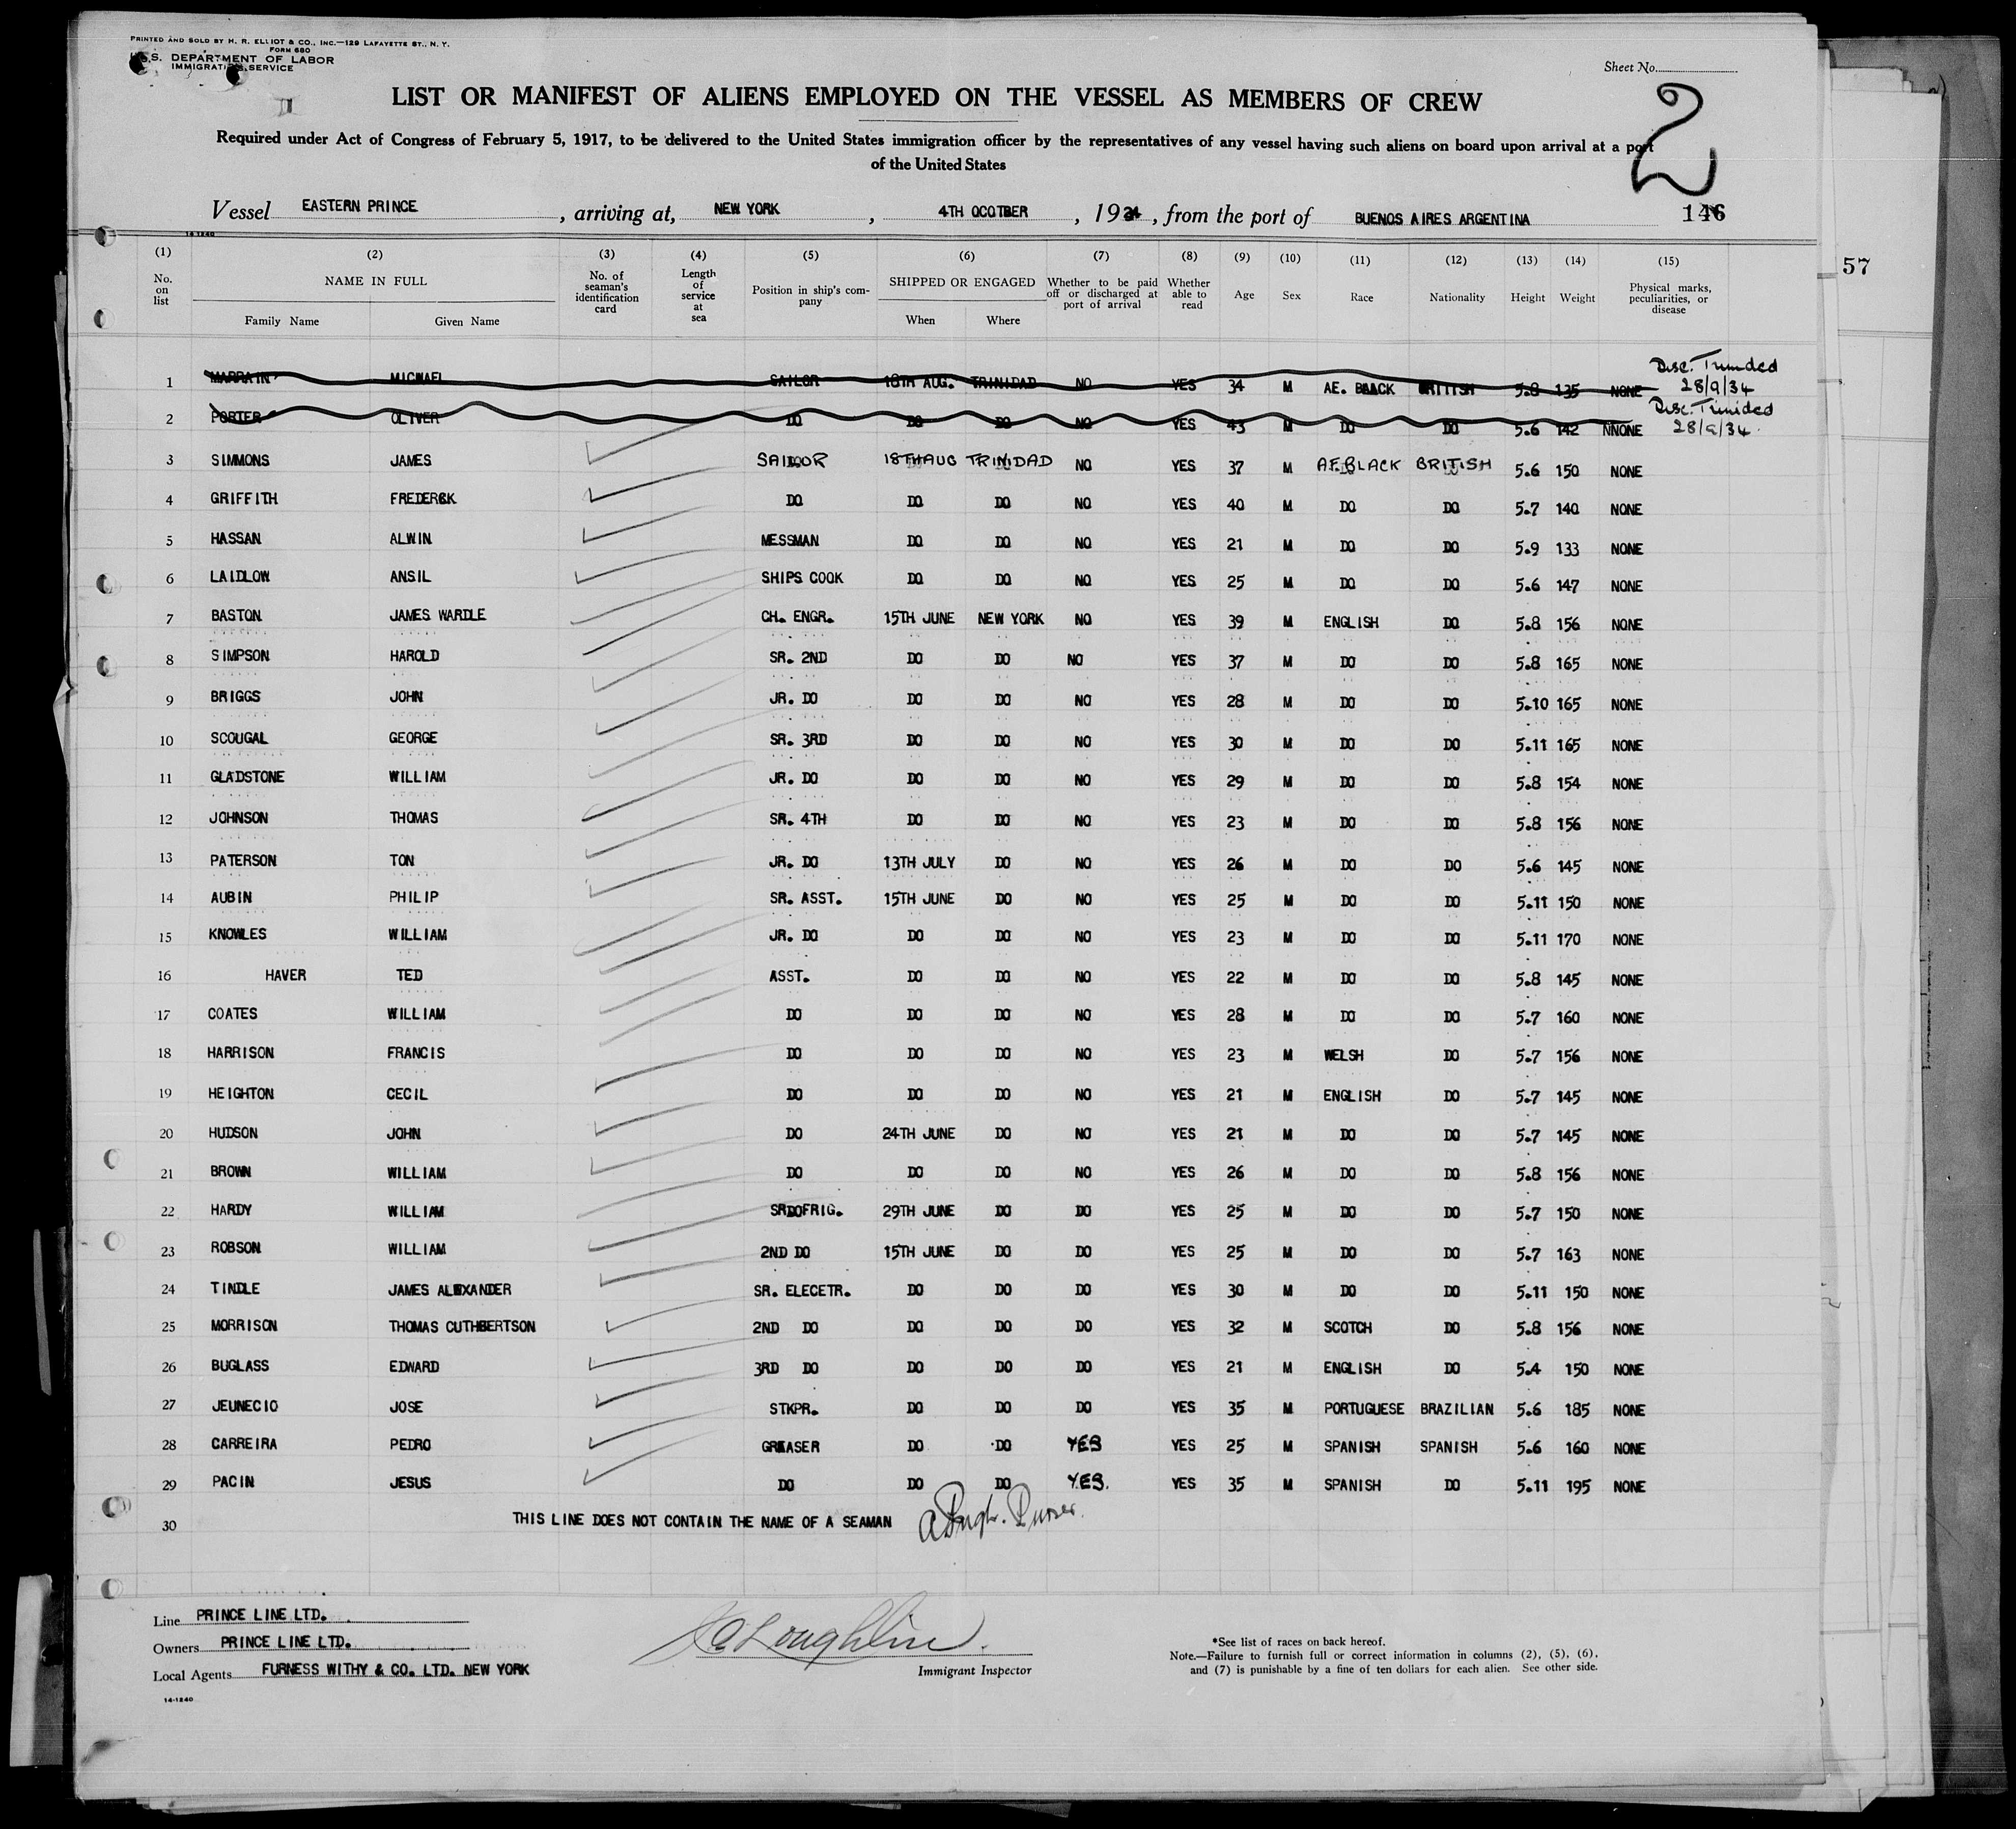 PRINTED AND SOLD BY H. R. ELLIOT & CO., INC.—129 LAFAYETTE ST., N. Y.
FORM 680
U.S. DEPARTMENT OF LABOR
IMMIGRATION SERVICE
Sheet No.
LIST OR MANIFEST OF ALIENS EMPLOYED ON THE VESSEL AS MEMBERS OF CREW
2
Required under Act of Congress of February 5, 1917, to be delivered to the United States immigration officer by the representatives of any vessel having such aliens on board upon arrival at a port
of the United States
Vessel EASTERN PRINCE, arriving at, NEW YORK, 4TH OCOTBER, 1934, from the port of BUENOS AIRES ARGENTINA 146
14-1240
57
(1) (2) (3) (4) (5) (6) (7) (8) (9) (10) (11) (12) (13) (14) (15)
No. on list NAME IN FULL Family Name Given Name No. of seaman's identification card Length of service at sea Position in ship's company SHIPPED OR ENGAGED When Where Whether to be paid off or discharged at port of arrival Whether able to read Age Sex Race Nationality Height Weight Physical marks, peculiarities, or disease
1 MARRAIN MICHAEL SAILOR 18TH AUG. TRINIDAD NO YES 34 M AF. BLACK BRITISH 5.8 135 NONE Disc. Trinidad 28/9/34
2 PORTER OLIVER DO DO DO NO YES 43 M DO DO 5.6 142 NNONE Disc. Trinidad 28/9/34
3 SIMMONS JAMES SAILOR 18TH AUG TRINIDAD NO YES 37 M AF. BLACK BRITISH 5.6 150 NONE
4 GRIFFITH FREDERCK DO DO DO NO YES 40 M DO DO 5.7 140 NONE
5 HASSAN ALWIN MESSMAN DO DO NO YES 21 M DO DO 5.9 133 NONE
6 LAIDLOW ANSIL SHIPS COOK DO DO NO YES 25 M DO DO 5.6 147 NONE
7 BASTON JAMES WARDLE CH. ENGR. 15TH JUNE NEW YORK NO YES 39 M ENGLISH DO 5.8 156 NONE
8 SIMPSON HAROLD SR. 2ND DO DO NO YES 37 M DO DO 5.8 165 NONE
9 BRIGGS JOHN JR. DO DO DO NO YES 28 M DO DO 5.10 165 NONE
10 SCOUGAL GEORGE SR. 3RD DO DO NO YES 30 M DO DO 5.11 165 NONE
11 GLADSTONE WILLIAM JR. DO DO DO NO YES 29 M DO DO 5.8 154 NONE
12 JOHNSON THOMAS SR. 4TH DO DO NO YES 23 M DO DO 5.8 156 NONE
13 PATERSON TON JR. DO 13TH JULY DO NO YES 26 M DO DO 5.6 145 NONE
14 AUBIN PHILIP SR. ASST. 15TH JUNE DO NO YES 25 M DO DO 5.11 150 NONE
15 KNOWLES WILLIAM JR. DO DO DO NO YES 23 M DO DO 5.11 170 NONE
16 HAVER TED ASST. DO DO NO YES 22 M DO DO 5.8 145 NONE
17 COATES WILLIAM DO DO DO NO YES 28 M DO DO 5.7 160 NONE
18 HARRISON FRANCIS DO DO DO NO YES 23 M WELSH DO 5.7 156 NONE
19 HEIGHTON CECIL DO DO DO NO YES 21 M ENGLISH DO 5.7 145 NONE
20 HUDSON JOHN DO 24TH JUNE DO NO YES 21 M DO DO 5.7 145 NONE
21 BROWN WILLIAM DO DO DO NO YES 26 M DO DO 5.8 156 NONE
22 HARDY WILLIAM 29TH JUNE DO DO YES 25 M DO DO 5.7 150 NONE
23 ROBSON WILLIAM 2ND DO 15TH JUNE DO DO YES 25 M DO DO 5.7 163 NONE
24 TINDLE JAMES ALEXANDER SR. ELECETR. DO DO DO YES 30 M DO DO 5.11 150 NONE
25 MORRISON THOMAS CUTHBERTSON 2ND DO DO DO DO YES 32 M SCOTCH DO 5.8 156 NONE
26 BUGLASS EDWARD 3RD DO DO DO DO YES 21 M ENGLISH DO 5.4 150 NONE
27 JEUNECIO JOSE STKPR. DO DO DO YES 35 M PORTUGUESE BRAZILIAN 5.6 185 NONE
28 CARREIRA PEDRO GREASER DO DO YES YES 25 M SPANISH SPANISH 5.6 160 NONE
29 PACIN JESUS DO DO DO YES. YES 35 M SPANISH DO 5.11 195 NONE
30 THIS LINE DOES NOT CONTAIN THE NAME OF A SEAMAN Purser.
Line PRINCE LINE LTD.
Owners PRINCE LINE LTD.
Local Agents FURNESS WITHY & CO. LTD. NEW YORK
14-1240
Immigrant Inspector
*See list of races on back hereof.
Note.—Failure to furnish full or correct information in columns (2), (5), (6),
and (7) is punishable by a fine of ten dollars for each alien. See other side.